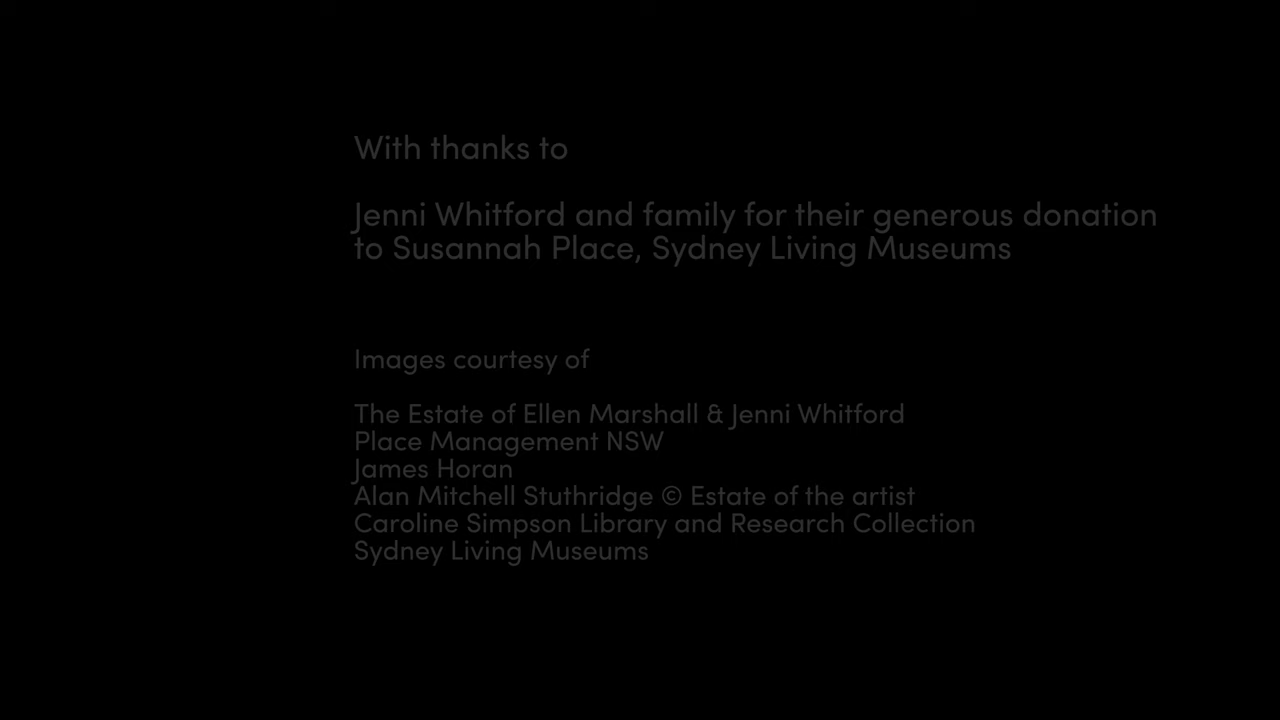 With thanks to
Jenni Whitford and family for their generous donation
to Susannah Place, Sydney Living Museums
Images courtesy of
The Estate of Ellen Marshall & Jenni Whitford
Place Management NSW
James Horan
Alan Mitchell Stuthridge © Estate of the artist
Caroline Simpson Library and Research Collection
Sydney Living Museums